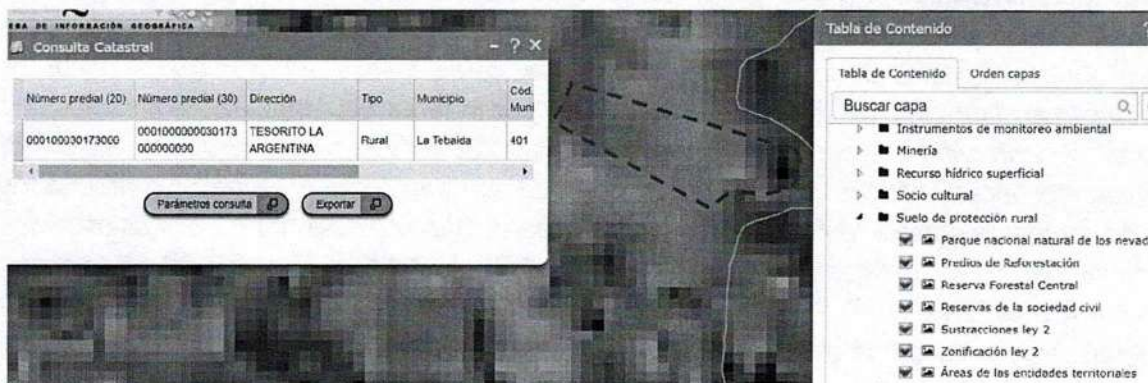 EMA DE INFORMACIÓN GEOGRÁFICA
Consulta Catastral
Número predial (20) Número predial (30) Dirección Tipo Municipio Cód. Muni
000100030173000 0001000000030173 TESORITO LA Rural La Tebaida 401
000000000 ARGENTINA
Parámetros consulta Exportar
Tabla de Contenido
Tabla de Contenido Orden capas
Buscar capa
Instrumentos de monitoreo ambiental
Minería
Recurso hídrico superficial
Socio cultural
Suelo de protección rural
Parque nacional natural de los nevad
Predios de Reforestación
Reserva Forestal Central
Reservas de la sociedad civil
Sustracciones ley 2
Zonificación ley 2
Áreas de las entidades territoriales